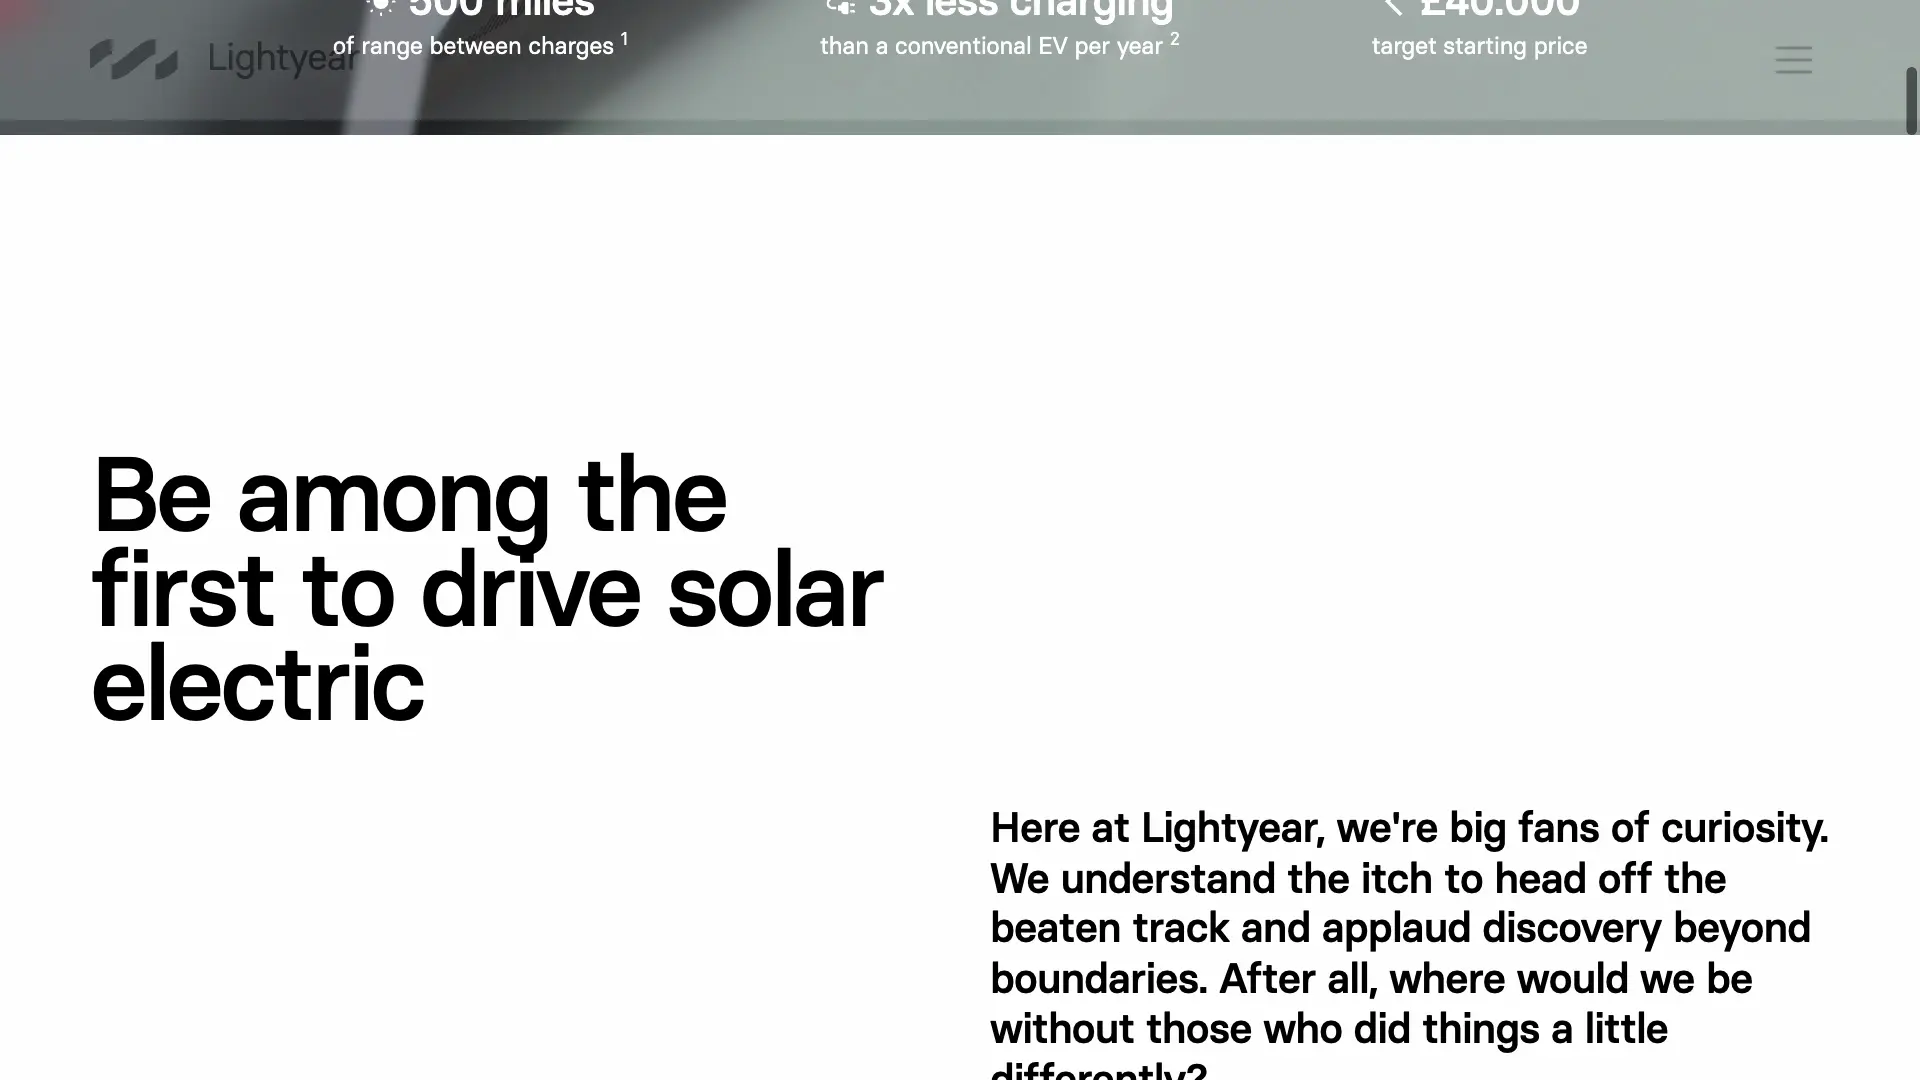 500 miles
of range between charges 1
3x less charging
than a conventional EV per year 2
< £40.000
target starting price
Lightyear
Be among the
first to drive solar
electric
Here at Lightyear, we're big fans of curiosity.
We understand the itch to head off the
beaten track and applaud discovery beyond
boundaries. After all, where would we be
without those who did things a little
differently?